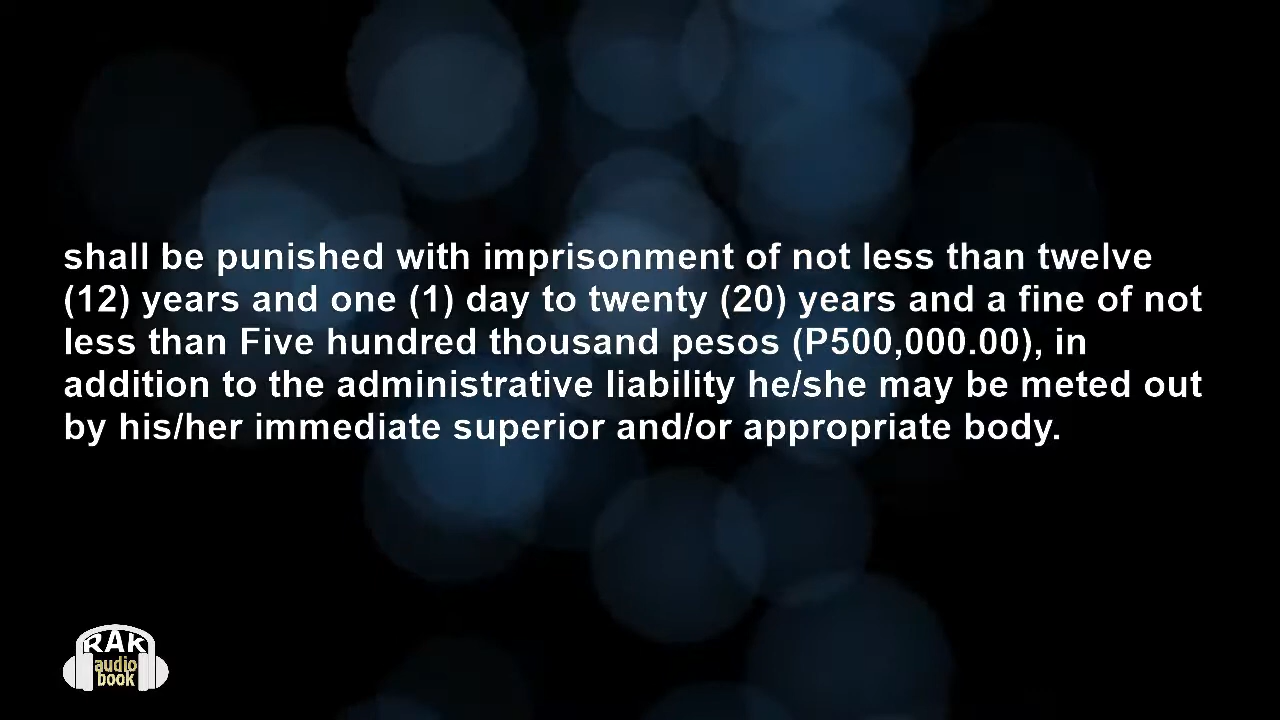 shall be punished with imprisonment of not less than twelve
(12) years and one (1) day to twenty (20) years and a fine of not
less than Five hundred thousand pesos (P500,000.00), in
addition to the administrative liability he/she may be meted out
by his/her immediate superior and/or appropriate body.
RAK
audio
book